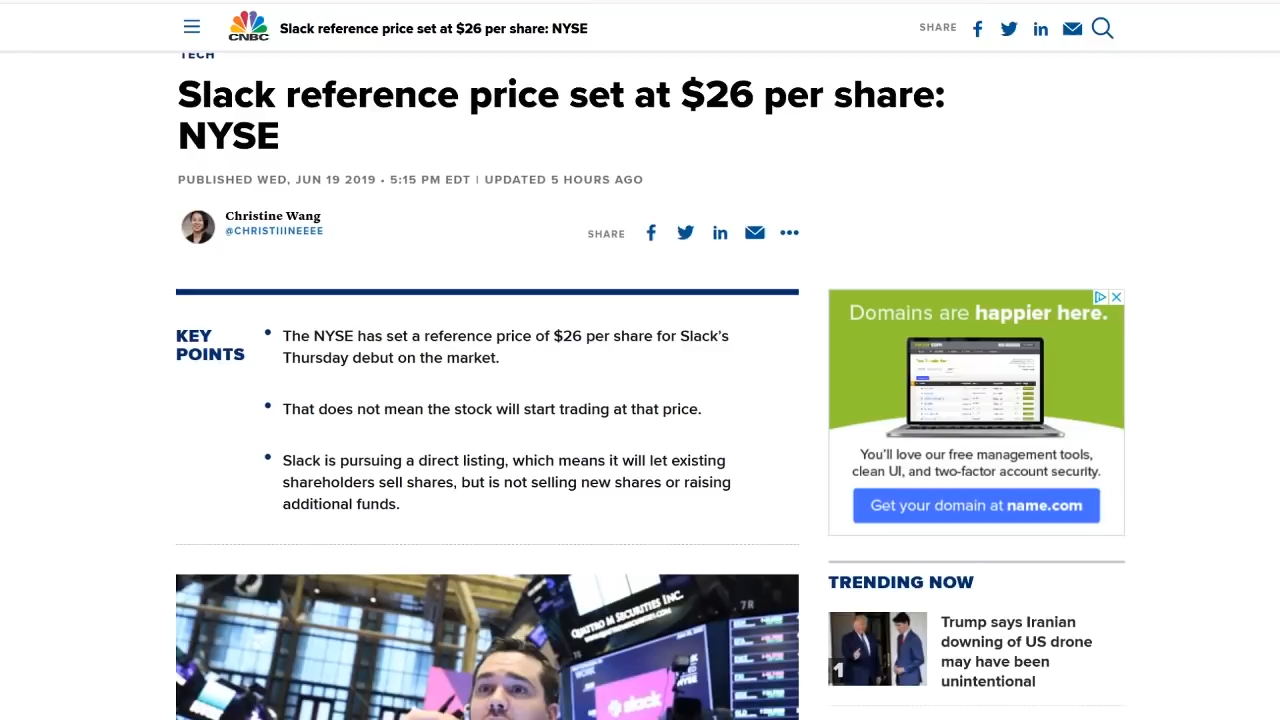 CNBC
Slack reference price set at $26 per share: NYSE
SHARE
TECH
Slack reference price set at $26 per share:
NYSE
PUBLISHED WED, JUN 19 2019 • 5:15 PM EDT | UPDATED 5 HOURS AGO
Christine Wang
@CHRISTIIINEEEE
SHARE
KEY
POINTS
• The NYSE has set a reference price of $26 per share for Slack's
Thursday debut on the market.
• That does not mean the stock will start trading at that price.
• Slack is pursuing a direct listing, which means it will let existing
shareholders sell shares, but is not selling new shares or raising
additional funds.
QUATTRO M SECURITIES INC.
7R
slack
NYSE
Domains are happier here.
You'll love our free management tools,
clean UI, and two-factor account security.
Get your domain at name.com
TRENDING NOW
1
Trump says Iranian
downing of US drone
may have been
unintentional